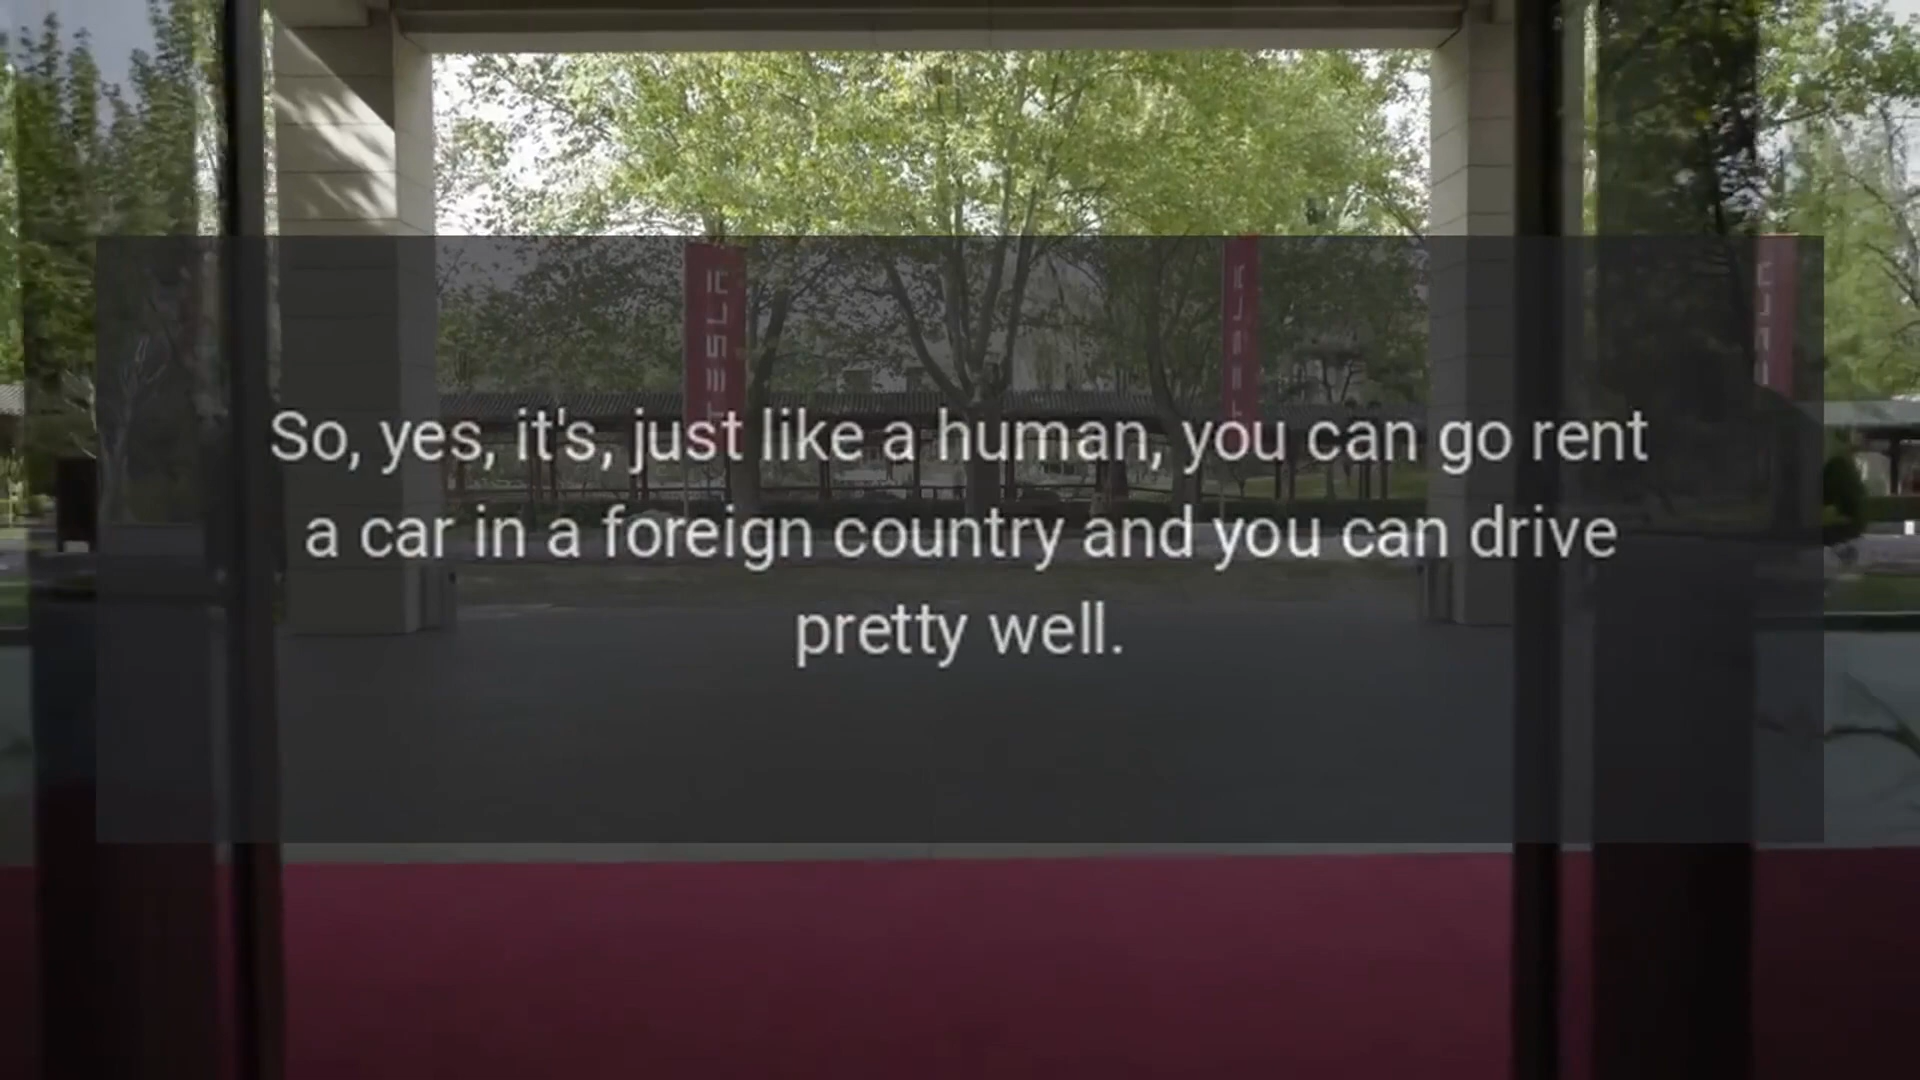 TESLA
So, yes, it's, just like a human, you can go rent
a car in a foreign country and you can drive
pretty well.